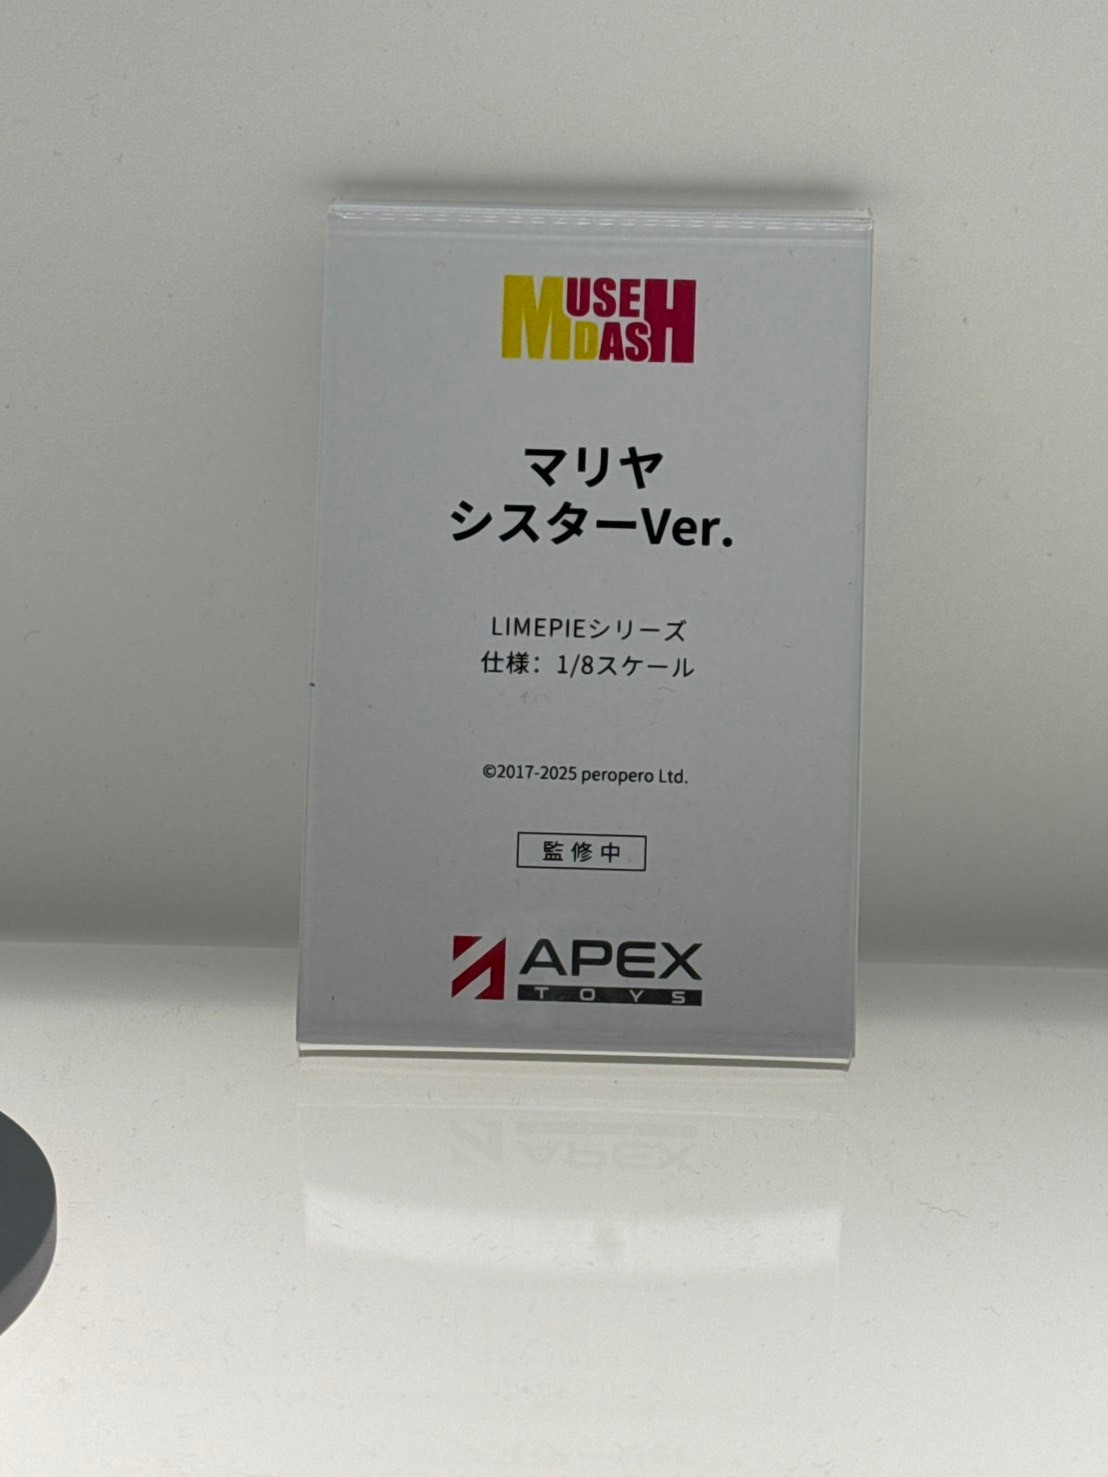 MUSE DASH
マリヤ
シスターVer.
LIMEPIEシリーズ
仕様：1/8スケール
©2017-2025 peropero Ltd.
監修中
APEX
TOYS